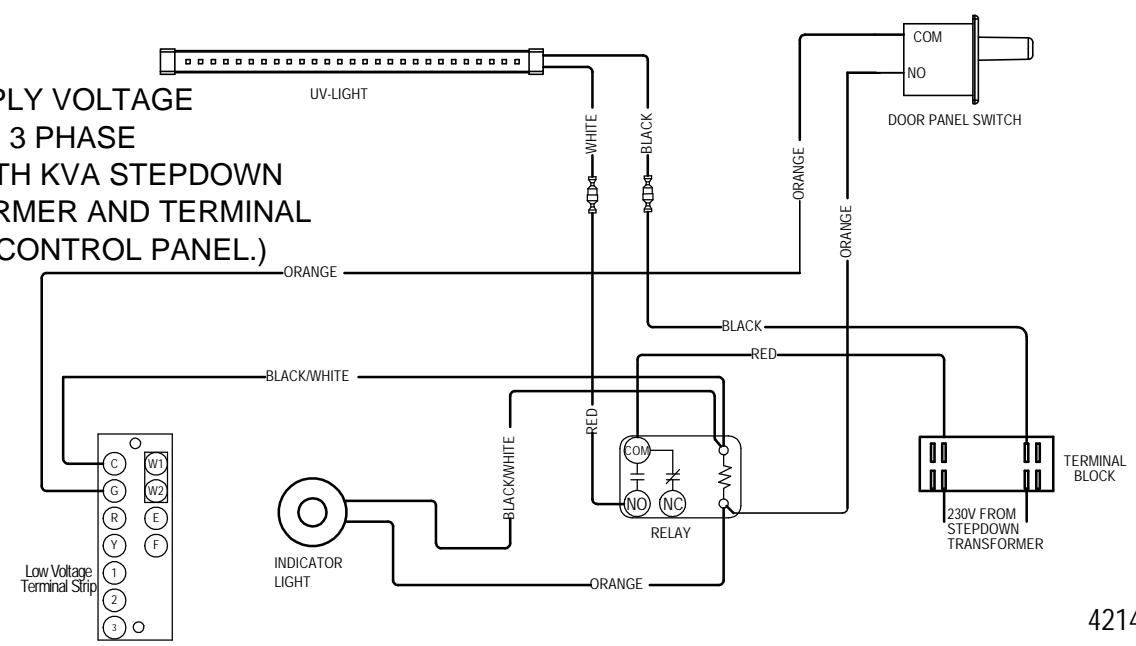 PLY VOLTAGE
3 PHASE
TH KVA STEPDOWN
RMER AND TERMINAL
CONTROL PANEL.)
UV-LIGHT
COM
NO
DOOR PANEL SWITCH
WHITE
BLACK
ORANGE
ORANGE
ORANGE
BLACK
RED
BLACK/WHITE
RED
BLACK/WHITE
COM
NO
NC
RELAY
TERMINAL
BLOCK
230V FROM
STEPDOWN
TRANSFORMER
C
W1
G
W2
R
E
Y
F
1
2
3
Low Voltage
Terminal Strip
INDICATOR
LIGHT
ORANGE
4214